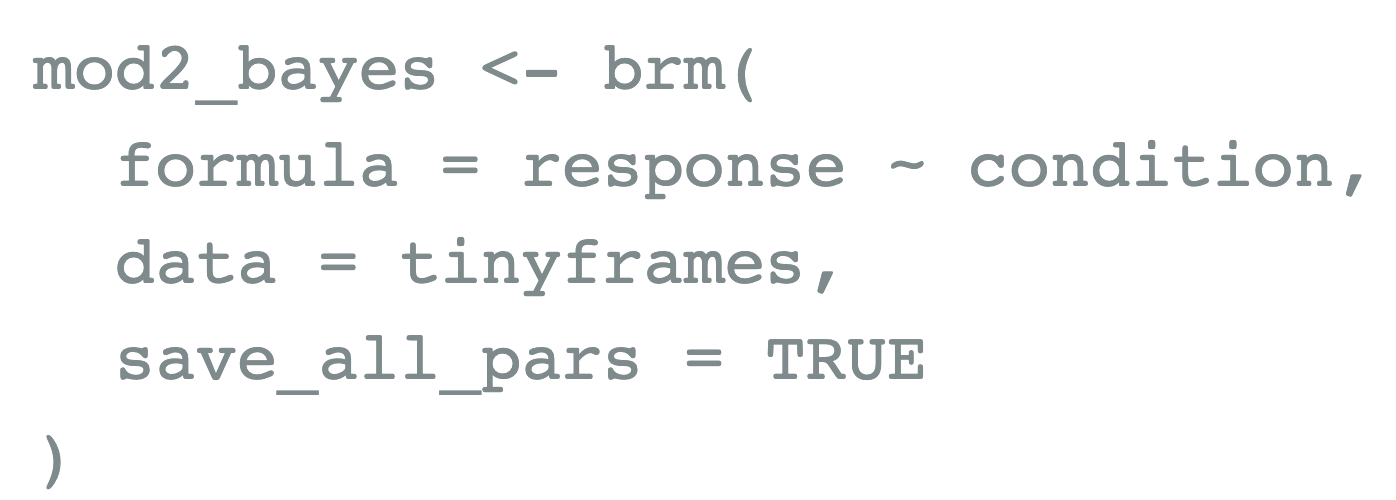 mod2_bayes <- brm(
  formula = response ~ condition,
  data = tinyframes,
  save_all_pars = TRUE
)